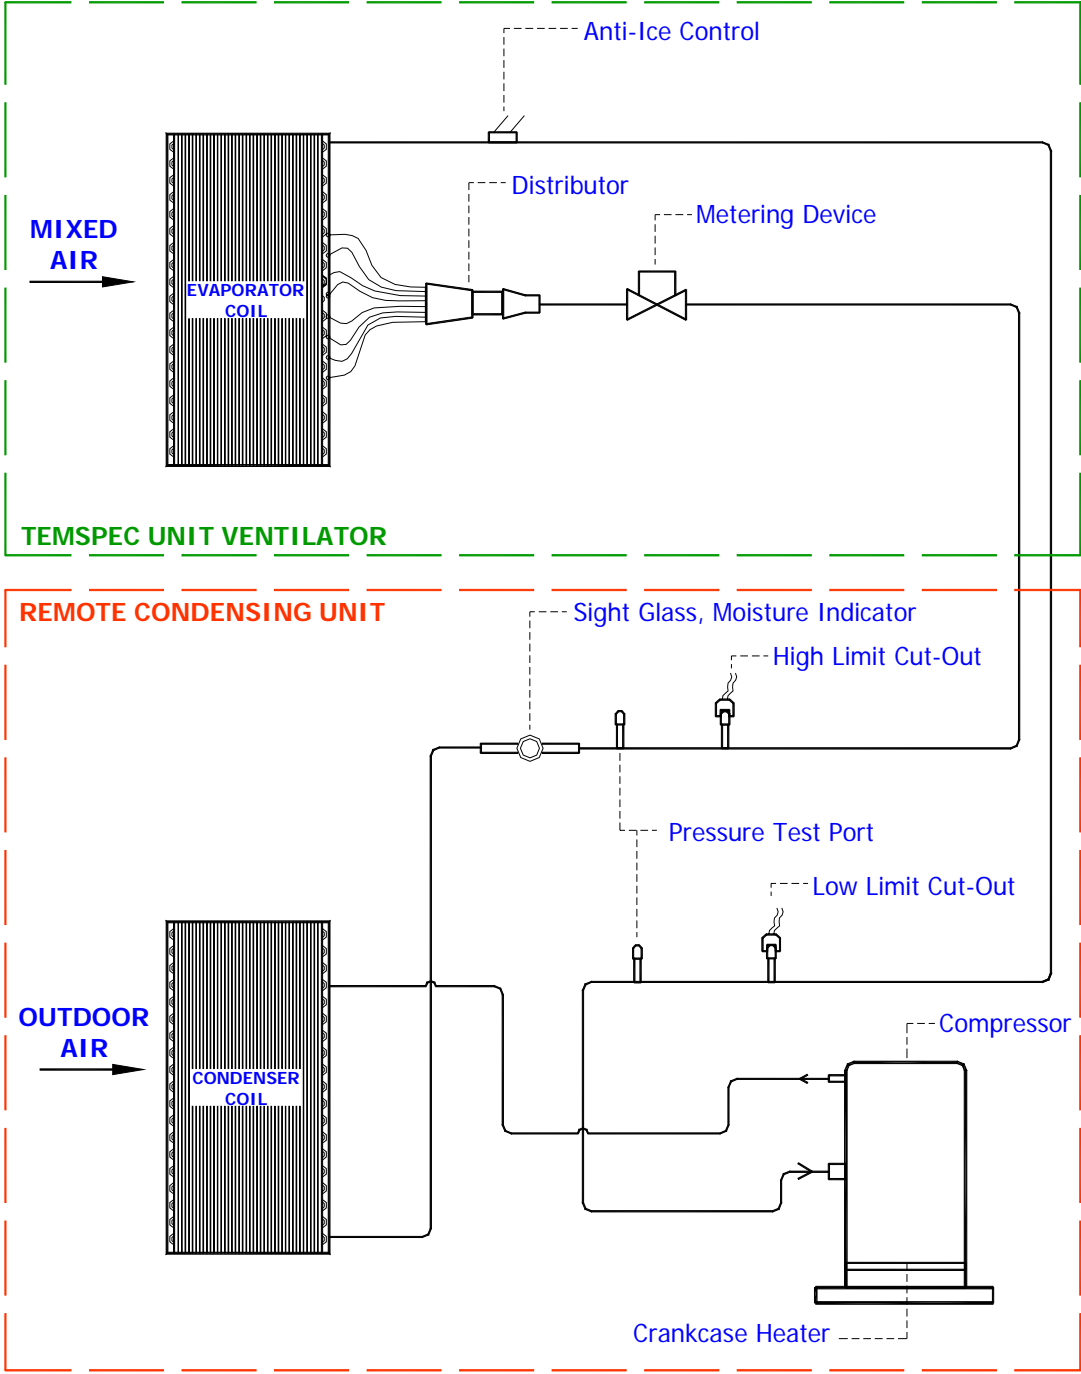 Anti-Ice Control
Distributor
Metering Device
MIXED
AIR
EVAPORATOR
COIL
TEMSPEC UNIT VENTILATOR
REMOTE CONDENSING UNIT
Sight Glass, Moisture Indicator
High Limit Cut-Out
Pressure Test Port
Low Limit Cut-Out
OUTDOOR
AIR
Compressor
CONDENSER
COIL
Crankcase Heater